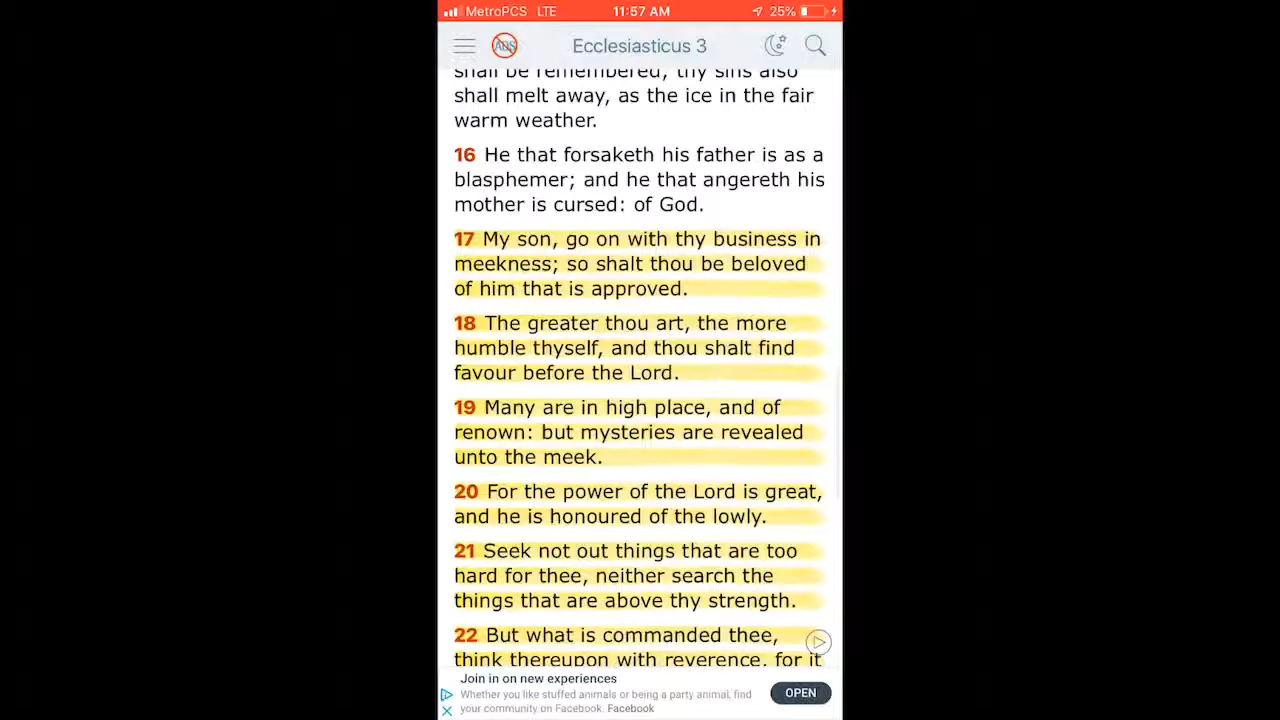 MetroPCS LTE 11:57 AM 25%
ADS Ecclesiasticus 3
shall be remembered; thy sins also
shall melt away, as the ice in the fair
warm weather.
16 He that forsaketh his father is as a
blasphemer; and he that angereth his
mother is cursed: of God.
17 My son, go on with thy business in
meekness; so shalt thou be beloved
of him that is approved.
18 The greater thou art, the more
humble thyself, and thou shalt find
favour before the Lord.
19 Many are in high place, and of
renown: but mysteries are revealed
unto the meek.
20 For the power of the Lord is great,
and he is honoured of the lowly.
21 Seek not out things that are too
hard for thee, neither search the
things that are above thy strength.
22 But what is commanded thee,
think thereupon with reverence, for it
Join in on new experiences
Whether you like stuffed animals or being a party animal, find
your community on Facebook. Facebook
OPEN